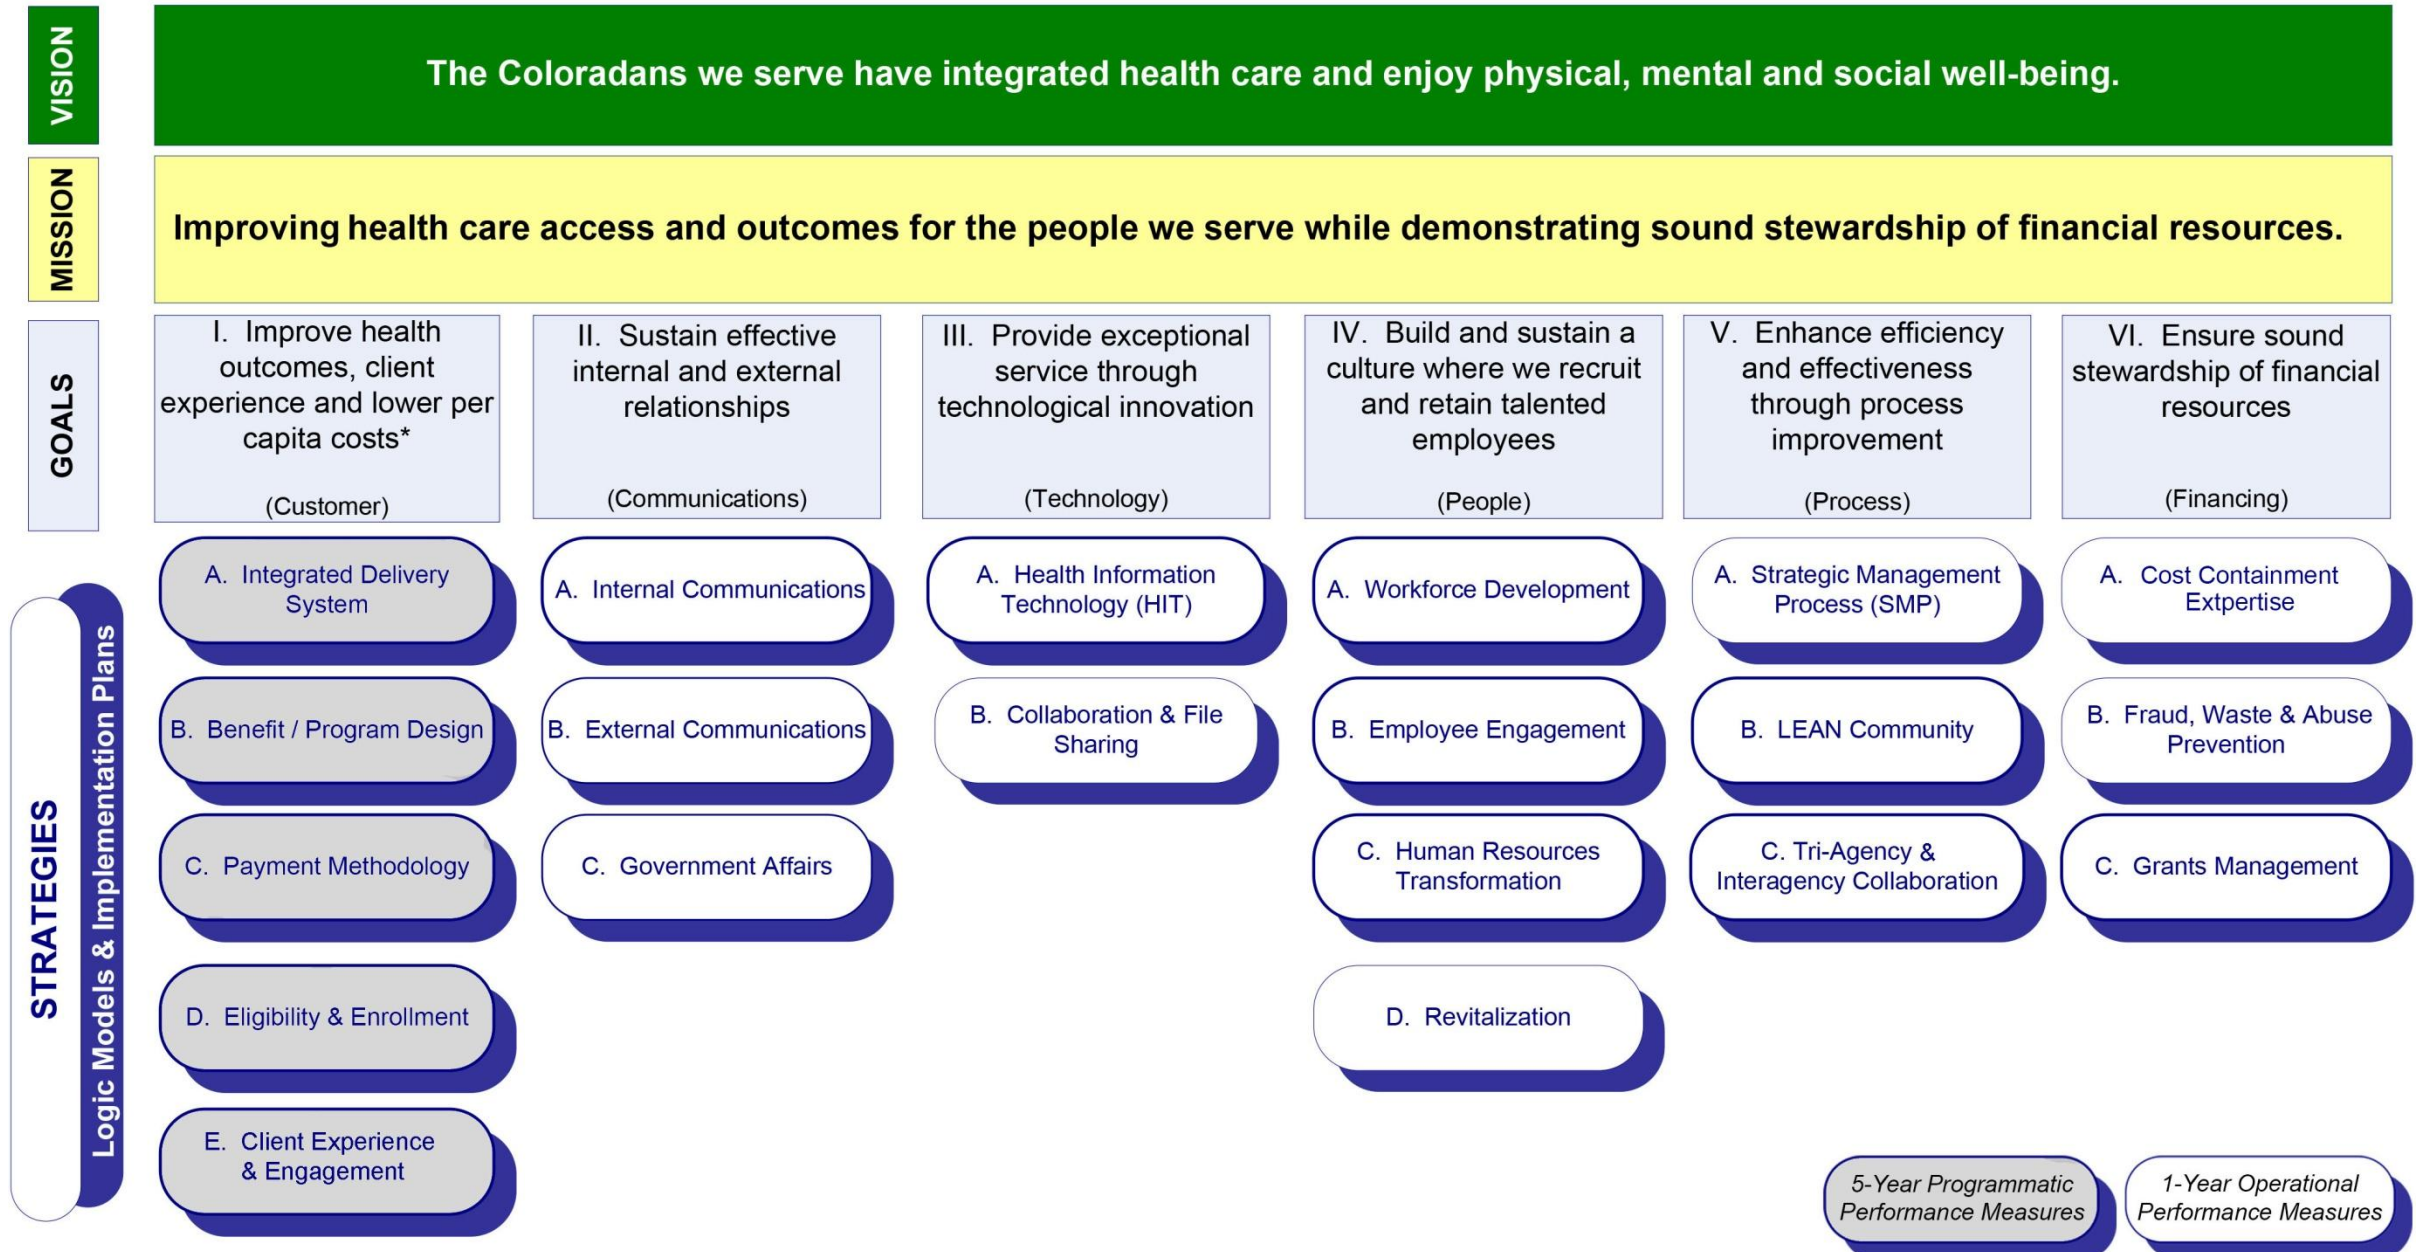 VISION
The Coloradans we serve have integrated health care and enjoy physical, mental and social well-being.
MISSION
Improving health care access and outcomes for the people we serve while demonstrating sound stewardship of financial resources.
GOALS
I. Improve health
outcomes, client
experience and lower per
capita costs*
(Customer)
II. Sustain effective
internal and external
relationships
(Communications)
III. Provide exceptional
service through
technological innovation
(Technology)
IV. Build and sustain a
culture where we recruit
and retain talented
employees
(People)
V. Enhance efficiency
and effectiveness
through process
improvement
(Process)
VI. Ensure sound
stewardship of financial
resources
(Financing)
STRATEGIES
Logic Models & Implementation Plans
A. Integrated Delivery
System
B. Benefit / Program Design
C. Payment Methodology
D. Eligibility & Enrollment
E. Client Experience
& Engagement
A. Internal Communications
B. External Communications
C. Government Affairs
A. Health Information
Technology (HIT)
B. Collaboration & File
Sharing
A. Workforce Development
B. Employee Engagement
C. Human Resources
Transformation
D. Revitalization
A. Strategic Management
Process (SMP)
B. LEAN Community
C. Tri-Agency &
Interagency Collaboration
A. Cost Containment
Extpertise
B. Fraud, Waste & Abuse
Prevention
C. Grants Management
5-Year Programmatic
Performance Measures
1-Year Operational
Performance Measures